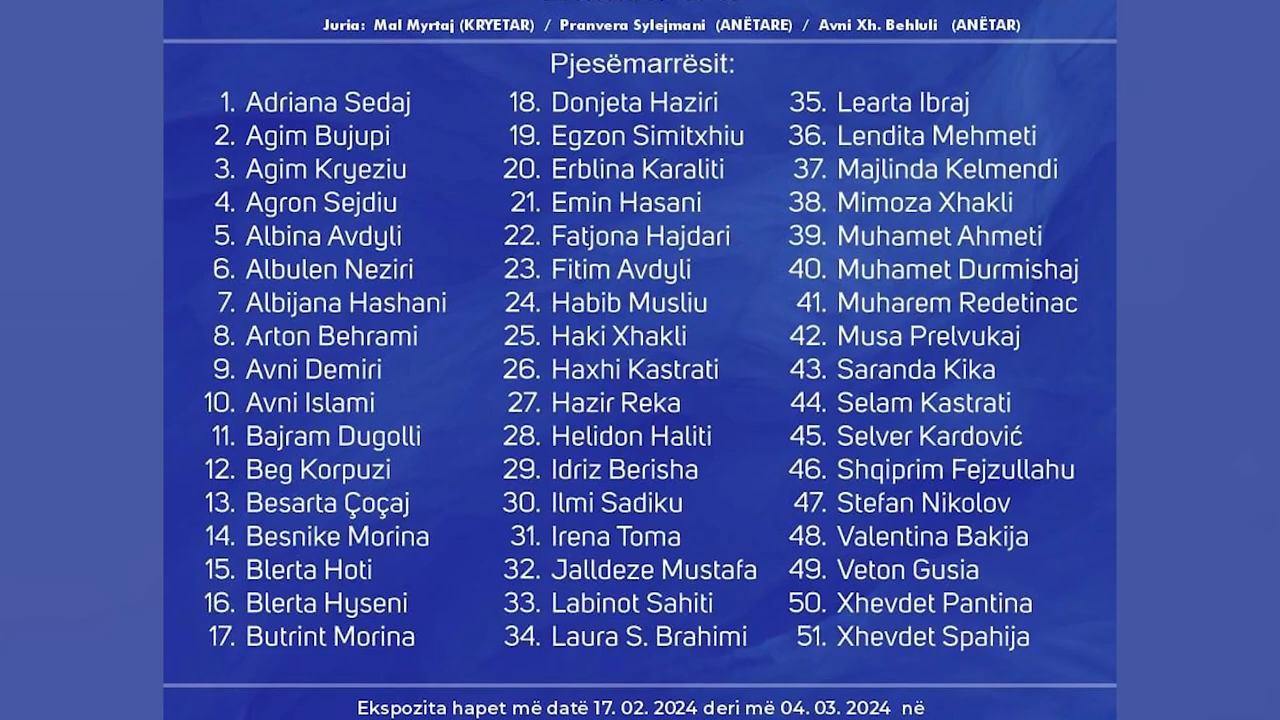 Juria: Mal Myrtaj (KRYETAR) / Pranvera Sylejmani (ANËTARE) / Avni Xh. Behluli (ANËTAR)
Pjesëmarrësit:
1. Adriana Sedaj
2. Agim Bujupi
3. Agim Kryeziu
4. Agron Sejdiu
5. Albina Avdyli
6. Albulen Neziri
7. Albijana Hashani
8. Arton Behrami
9. Avni Demiri
10. Avni Islami
11. Bajram Dugolli
12. Beg Korpuzi
13. Besarta Çoçaj
14. Besnike Morina
15. Blerta Hoti
16. Blerta Hyseni
17. Butrint Morina
18. Donjeta Haziri
19. Egzon Simitxhiu
20. Erblina Karaliti
21. Emin Hasani
22. Fatjona Hajdari
23. Fitim Avdyli
24. Habib Musliu
25. Haki Xhakli
26. Haxhi Kastrati
27. Hazir Reka
28. Helidon Haliti
29. Idriz Berisha
30. Ilmi Sadiku
31. Irena Toma
32. Jalldeze Mustafa
33. Labinot Sahiti
34. Laura S. Brahimi
35. Learta Ibraj
36. Lendita Mehmeti
37. Majlinda Kelmendi
38. Mimoza Xhakli
39. Muhamet Ahmeti
40. Muhamet Durmishaj
41. Muharem Redetinac
42. Musa Prelvukaj
43. Saranda Kika
44. Selam Kastrati
45. Selver Kardović
46. Shqiprim Fejzullahu
47. Stefan Nikolov
48. Valentina Bakija
49. Veton Gusia
50. Xhevdet Pantina
51. Xhevdet Spahija
Ekspozita hapet më datë 17. 02. 2024 deri më 04. 03. 2024 në